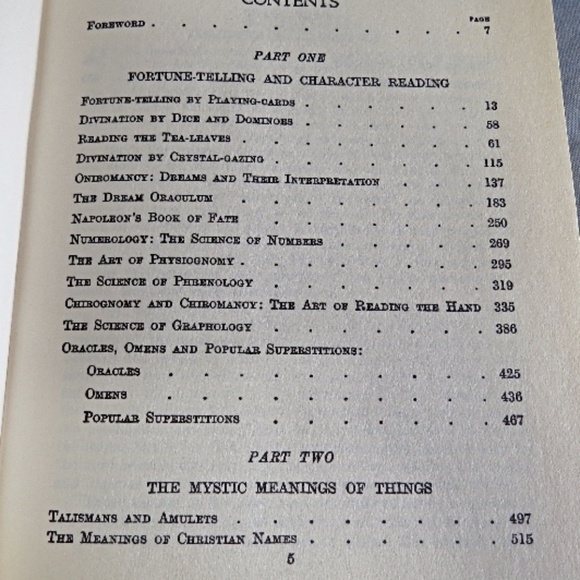 CONTENTS
PAGE
FOREWORD . . . . . . . . . . . 7
PART ONE
FORTUNE-TELLING AND CHARACTER READING
FORTUNE-TELLING BY PLAYING-CARDS . . . . . . 13
DIVINATION BY DICE AND DOMINOES . . . . . . 58
READING THE TEA-LEAVES . . . . . . . 61
DIVINATION BY CRYSTAL-GAZING . . . . . . 115
ONIROMANCY: DREAMS AND THEIR INTERPRETATION . . . 137
THE DREAM ORACULUM . . . . . . . 183
NAPOLEON'S BOOK OF FATE . . . . . . . 250
NUMEROLOGY: THE SCIENCE OF NUMBERS . . . . . 269
THE ART OF PHYSIOGNOMY . . . . . . . . 295
THE SCIENCE OF PHRENOLOGY . . . . . . . 319
CHIROGNOMY AND CHIROMANCY: THE ART OF READING THE HAND 335
THE SCIENCE OF GRAPHOLOGY . . . . . . . 386
ORACLES, OMENS AND POPULAR SUPERSTITIONS:
ORACLES . . . . . . . . . . 425
OMENS . . . . . . . . . . 436
POPULAR SUPERSTITIONS . . . . . . . 467
PART TWO
THE MYSTIC MEANINGS OF THINGS
TALISMANS AND AMULETS . . . . . . . . 497
THE MEANINGS OF CHRISTIAN NAMES . . . . . . 515
5